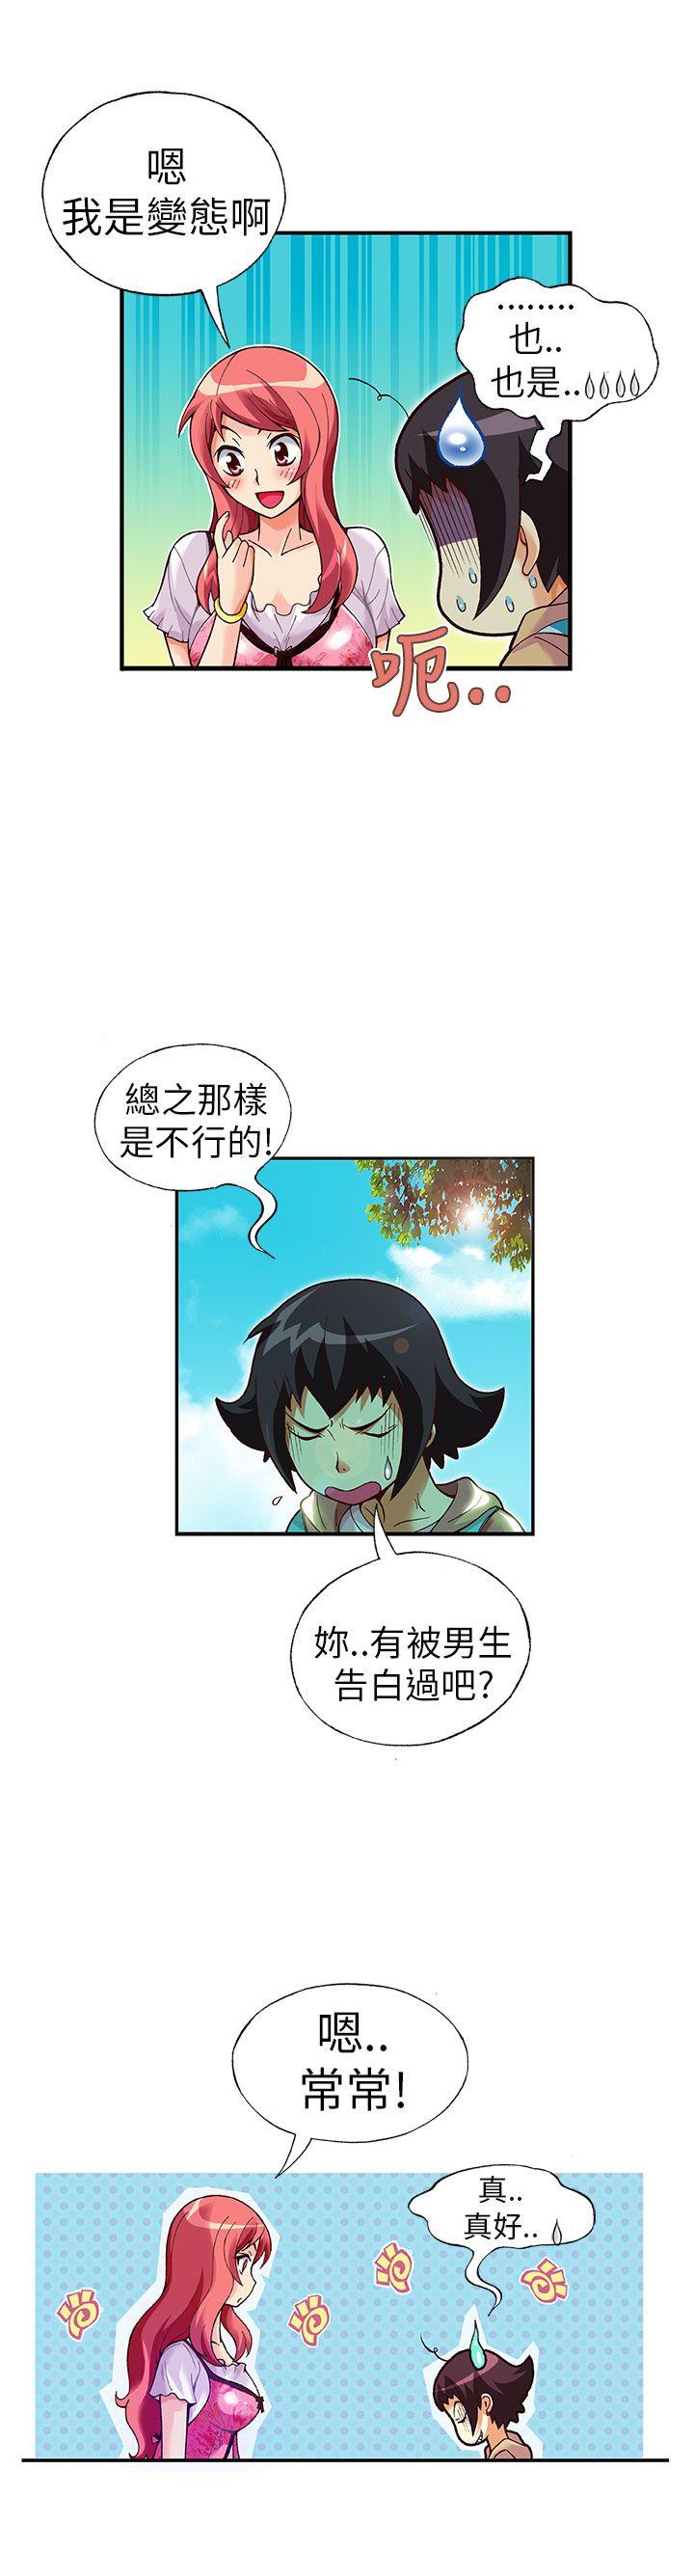 嗯
我是變態啊
........
也..
也是..
呃..
總之那樣
是不行的!
妳..有被男生
告白過吧?
嗯..
常常!
真..
真好..